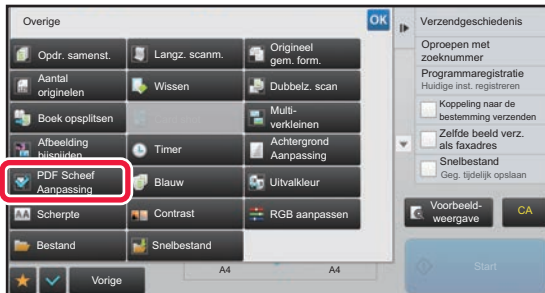 Overige
OK
Opdr. samenst.
Langz. scanm.
Origineel
gem. form.
Aantal
originelen
Wissen
Dubbelz. scan
Boek opsplitsen
Multi-
verkleinen
Afbeelding
bijsnijden
Timer
Achtergrond
Aanpassing
PDF Scheef
Aanpassing
Blauw
Uitvalkleur
Scherpte
Contrast
RGB aanpassen
Bestand
Snelbestand
Vorige
A4
A4
Verzendgeschiedenis
Oproepen met
zoeknummer
Programmaregistratie
Huidige inst. registreren
Koppeling naar de
bestemming verzenden
Zelfde beeld verz.
als faxadres
Snelbestand
Geg. tijdelijk opslaan
Voorbeeld-
weergave
CA
Start